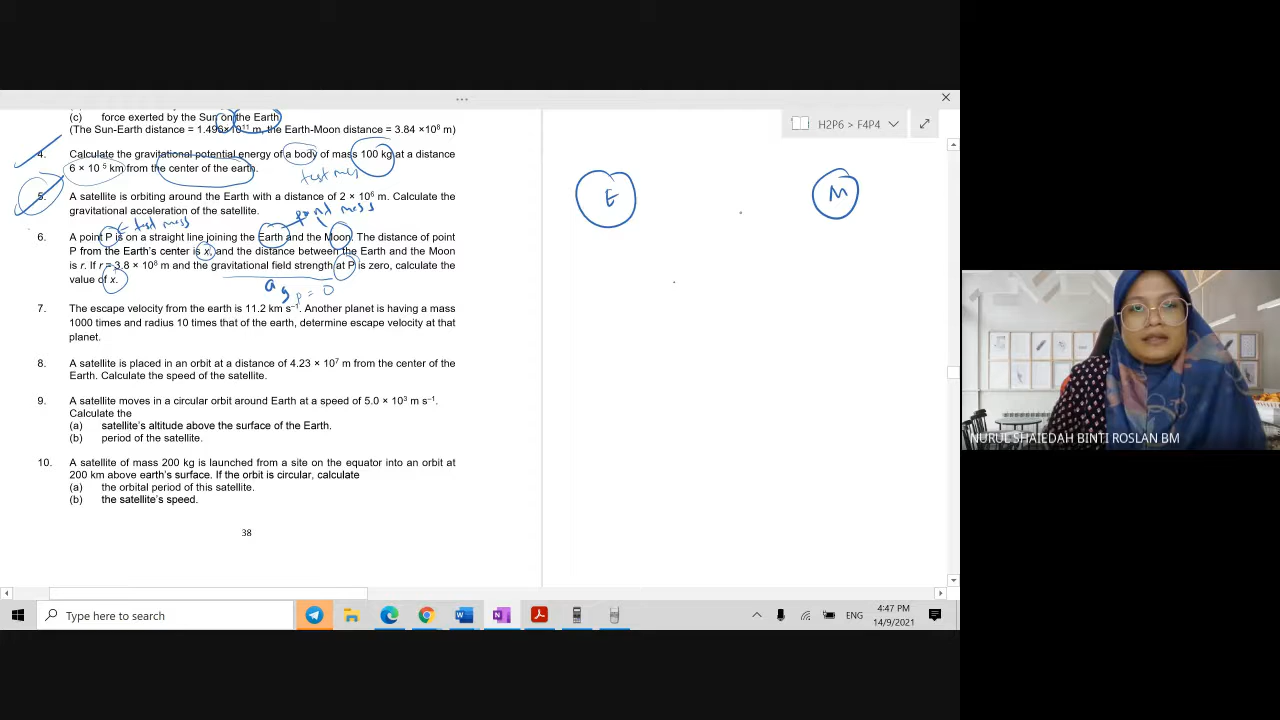 (c) force exerted by the Sun on the Earth
(The Sun-Earth distance = 1.496×10¹¹ m, the Earth-Moon distance = 3.84 ×10⁸ m)
4. Calculate the gravitational potential energy of a body of mass 100 kg at a distance
6 × 10 ⁵ km from the center of the earth.
test mass
5. A satellite is orbiting around the Earth with a distance of 2 × 10⁶ m. Calculate the
gravitational acceleration of the satellite.
← test mass
point mass
6. A point P is on a straight line joining the Earth and the Moon. The distance of point
P from the Earth's center is x, and the distance between the Earth and the Moon
is r. If r = 3.8 × 10⁸ m and the gravitational field strength at P is zero, calculate the
value of x.
a g P = 0
7. The escape velocity from the earth is 11.2 km s⁻¹. Another planet is having a mass
1000 times and radius 10 times that of the earth, determine escape velocity at that
planet.
8. A satellite is placed in an orbit at a distance of 4.23 × 10⁷ m from the center of the
Earth. Calculate the speed of the satellite.
9. A satellite moves in a circular orbit around Earth at a speed of 5.0 × 10³ m s⁻¹.
Calculate the
(a) satellite's altitude above the surface of the Earth.
(b) period of the satellite.
10. A satellite of mass 200 kg is launched from a site on the equator into an orbit at
200 km above earth's surface. If the orbit is circular, calculate
(a) the orbital period of this satellite.
(b) the satellite's speed.
38
H2P6 > F4P4
E
M
NURUL SHAIEDAH BINTI ROSLAN BM
Type here to search
ENG
4:47 PM
14/9/2021